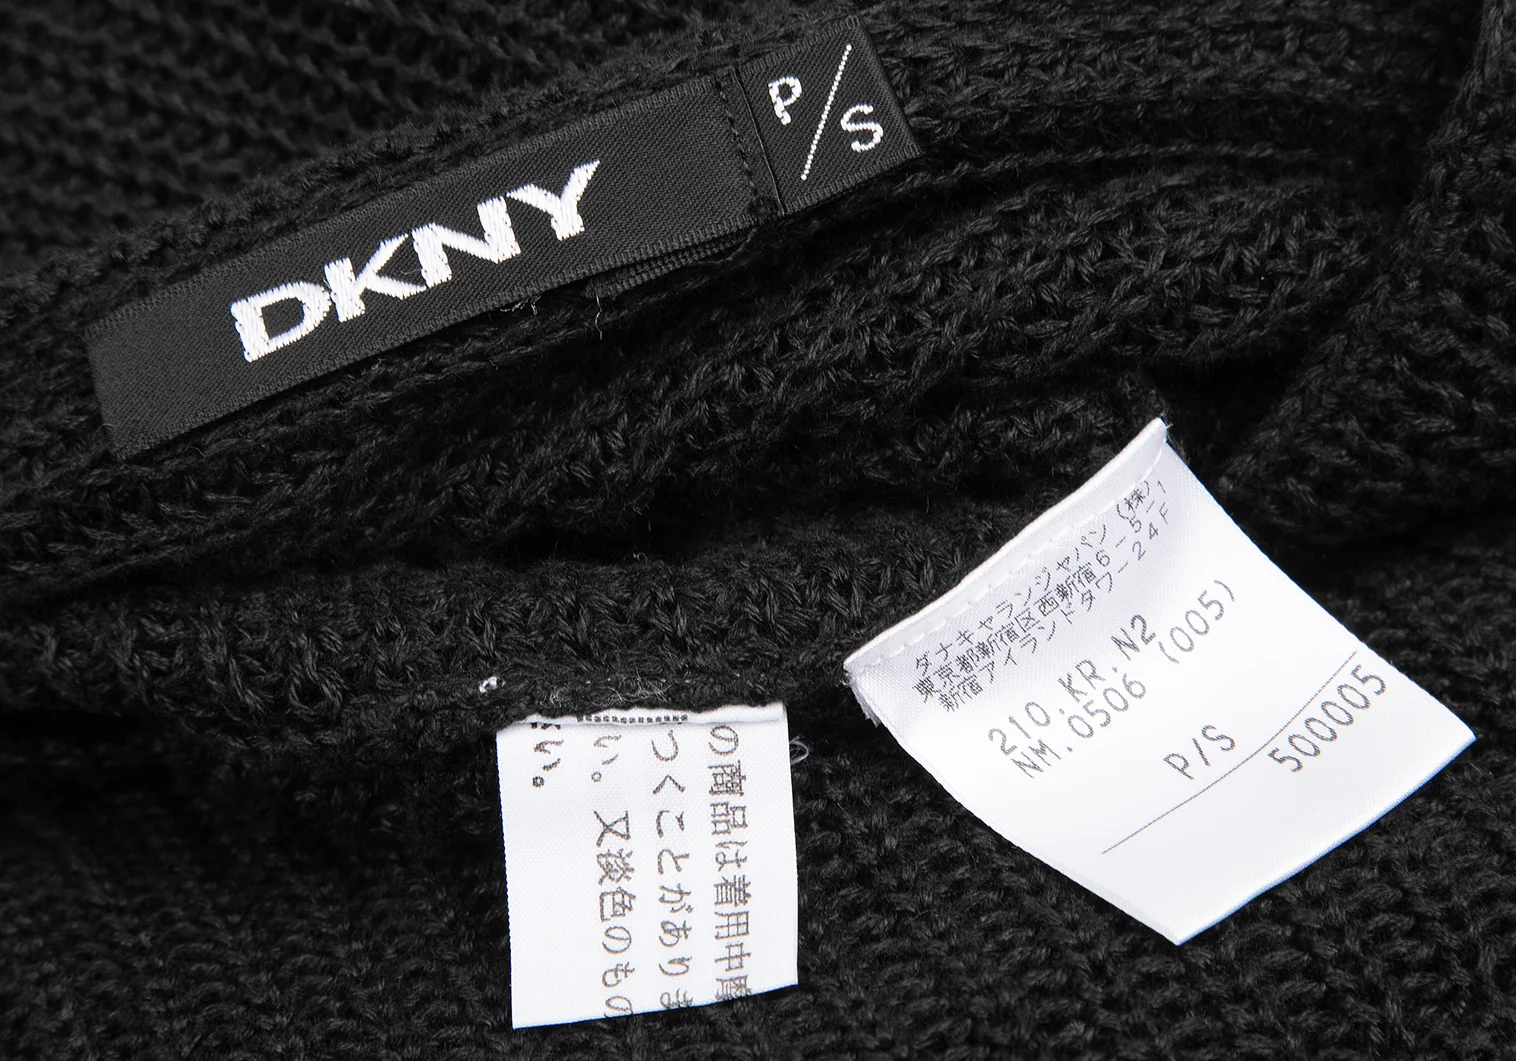 DKNY
P/S
ダナキャランジャパン(株)
東京都新宿区西新宿6-5-1
新宿アイランドタワー24F
210.KR.N2
NM.0506 (005)
P/S
500005
の商品は着用中摩
つくことがありま
い。又淡色のもの
さい。